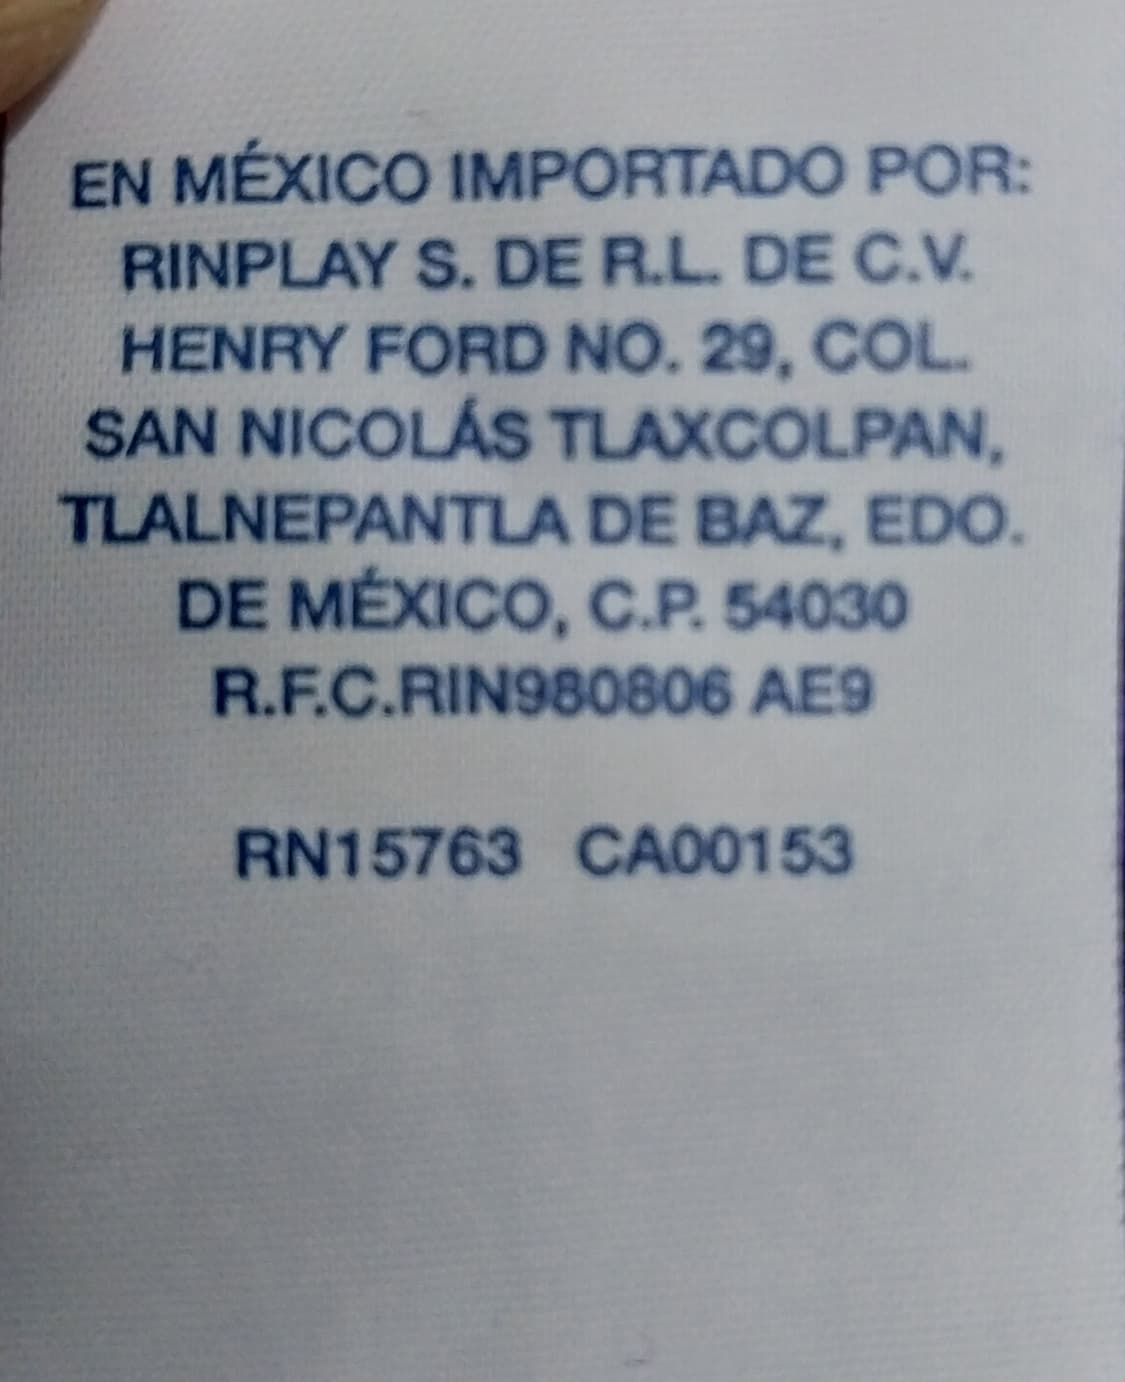 EN MÉXICO IMPORTADO POR:
RINPLAY S. DE R.L. DE C.V.
HENRY FORD NO. 29, COL.
SAN NICOLÁS TLAXCOLPAN,
TLALNEPANTLA DE BAZ, EDO.
DE MÉXICO, C.P. 54030
R.F.C.RIN980806 AE9
RN15763 CA00153